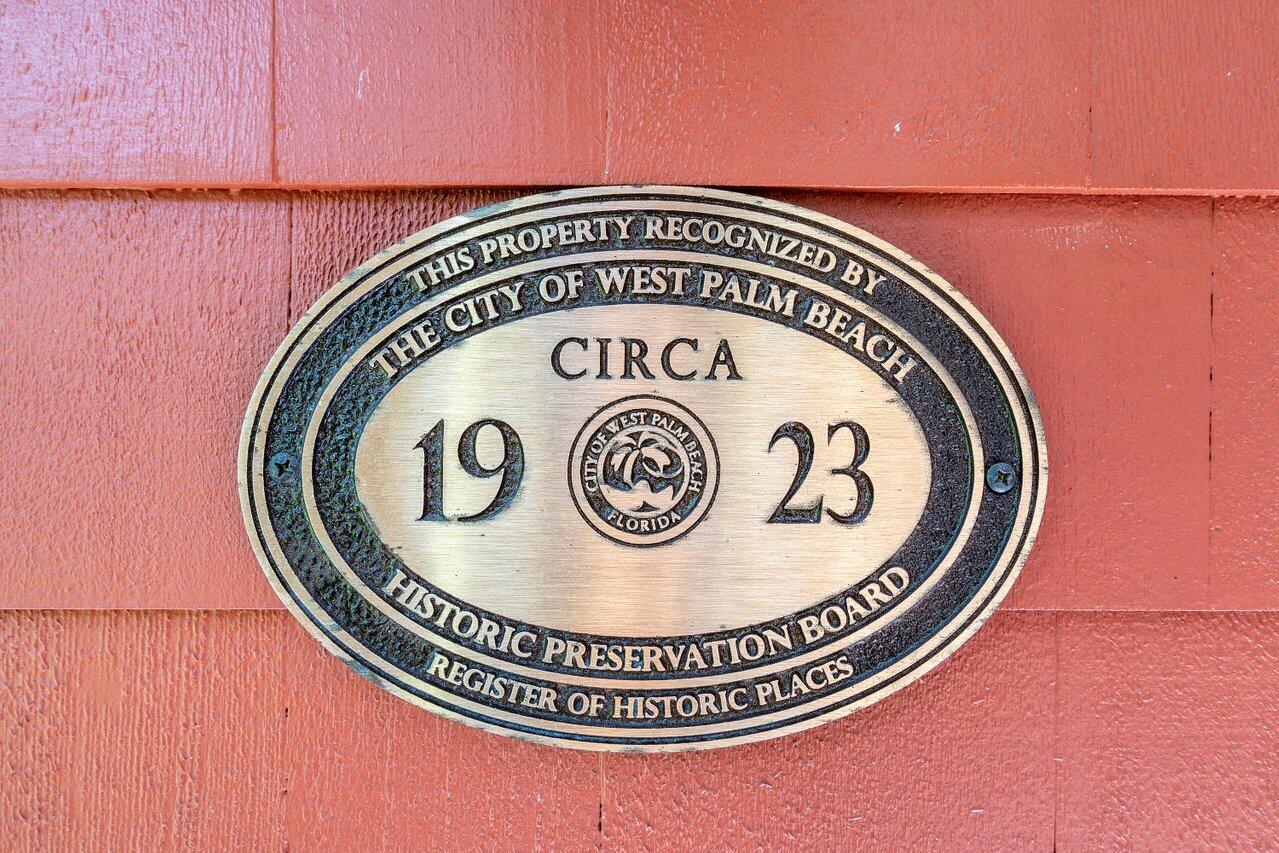 THIS PROPERTY RECOGNIZED BY
THE CITY OF WEST PALM BEACH
CIRCA
19 23
CITY OF WEST PALM BEACH
FLORIDA
HISTORIC PRESERVATION BOARD
REGISTER OF HISTORIC PLACES